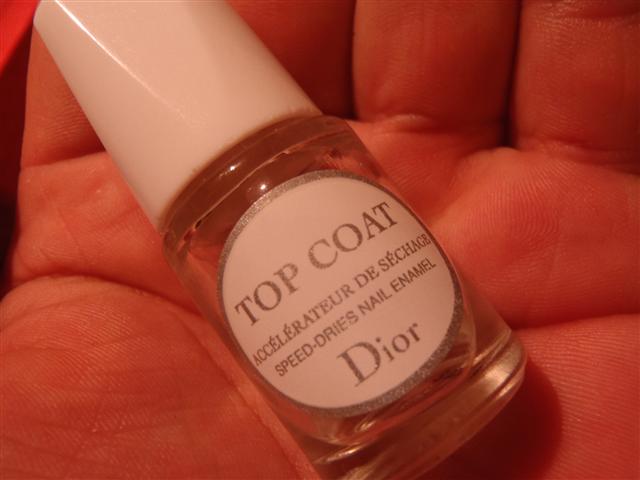 TOP COAT
ACCÉLÉRATEUR DE SÉCHAGE
SPEED-DRIES NAIL ENAMEL
Dior